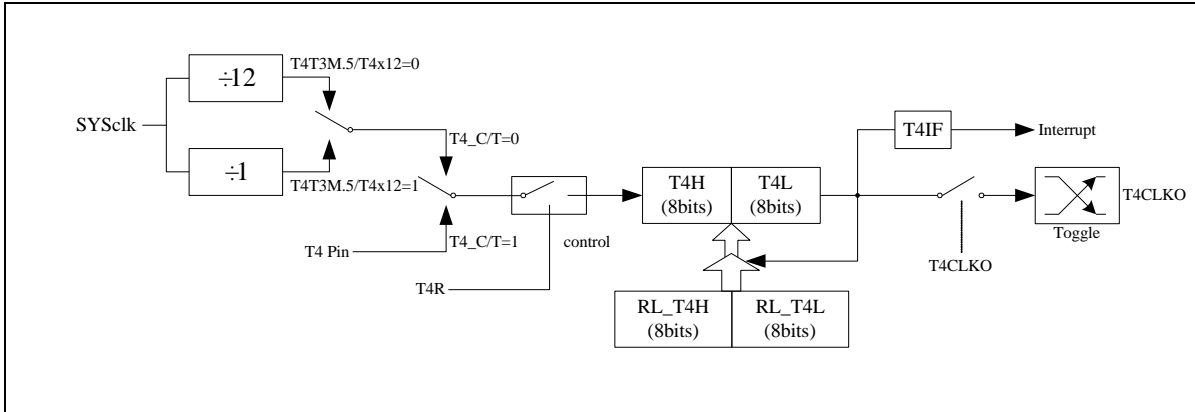 ÷12
T4T3M.5/T4x12=0
SYSclk
÷1
T4T3M.5/T4x12=1
T4_C/T=0
T4 Pin
T4_C/T=1
T4R
control
T4H
(8bits)
T4L
(8bits)
RL_T4H
(8bits)
RL_T4L
(8bits)
T4IF
Interrupt
T4CLKO
Toggle
T4CLKO